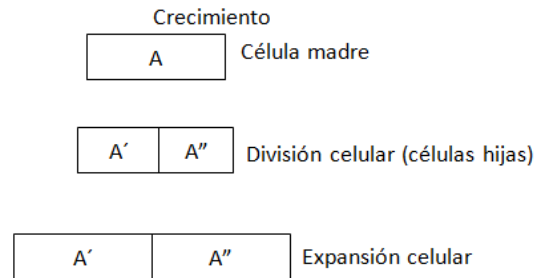 Crecimiento
A Célula madre
A´ A” División celular (células hijas)
A´ A” Expansión celular